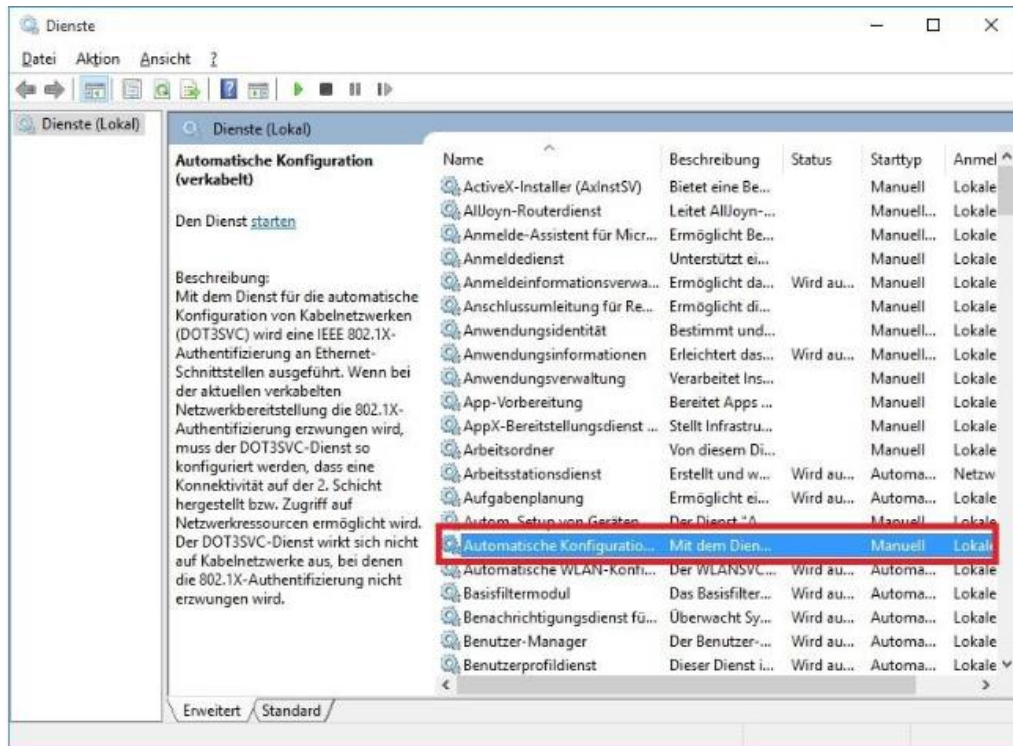 Dienste
Datei Aktion Ansicht ?
Dienste (Lokal)
Dienste (Lokal)
Automatische Konfiguration
(verkabelt)
Den Dienst starten
Beschreibung:
Mit dem Dienst für die automatische
Konfiguration von Kabelnetzwerken
(DOT3SVC) wird eine IEEE 802.1X-
Authentifizierung an Ethernet-
Schnittstellen ausgeführt. Wenn bei
der aktuellen verkabelten
Netzwerkbereitstellung die 802.1X-
Authentifizierung erzwungen wird,
muss der DOT3SVC-Dienst so
konfiguriert werden, dass eine
Konnektivität auf der 2. Schicht
hergestellt bzw. Zugriff auf
Netzwerkressourcen ermöglicht wird.
Der DOT3SVC-Dienst wirkt sich nicht
auf Kabelnetzwerke aus, bei denen
die 802.1X-Authentifizierung nicht
erzwungen wird.
Name Beschreibung Status Starttyp Anmel
ActiveX-Installer (AxInstSV) Bietet eine Be... Manuell Lokale
AllJoyn-Routerdienst Leitet AllJoyn-... Manuell... Lokale
Anmelde-Assistent für Micr... Ermöglicht Be... Manuell... Lokale
Anmeldedienst Unterstützt ei... Manuell Lokale
Anmeldeinformationsverwa... Ermöglicht da... Wird au... Manuell Lokale
Anschlussumleitung für Re... Ermöglicht di... Manuell Lokale
Anwendungsidentität Bestimmt und... Manuell... Lokale
Anwendungsinformationen Erleichtert das... Wird au... Manuell... Lokale
Anwendungsverwaltung Verarbeitet Ins... Manuell Lokale
App-Vorbereitung Bereitet Apps ... Manuell Lokale
AppX-Bereitstellungsdienst ... Stellt Infrastru... Manuell Lokale
Arbeitsordner Von diesem Di... Manuell Lokale
Arbeitsstationsdienst Erstellt und w... Wird au... Automa... Netzw
Aufgabenplanung Ermöglicht ei... Wird au... Automa... Lokale
Autom. Setup von Geräten Der Dienst "A Manuell Lokale
Automatische Konfiguratio... Mit dem Dien... Manuell Lokale
Automatische WLAN-Konfi... Der WLANSVC... Wird au... Automa... Lokale
Basisfiltermodul Das Basisfilter... Wird au... Automa... Lokale
Benachrichtigungsdienst fü... Überwacht Sy... Wird au... Automa... Lokale
Benutzer-Manager Der Benutzer-... Wird au... Automa... Lokale
Benutzerprofildienst Dieser Dienst i... Wird au... Automa... Lokale
Erweitert Standard